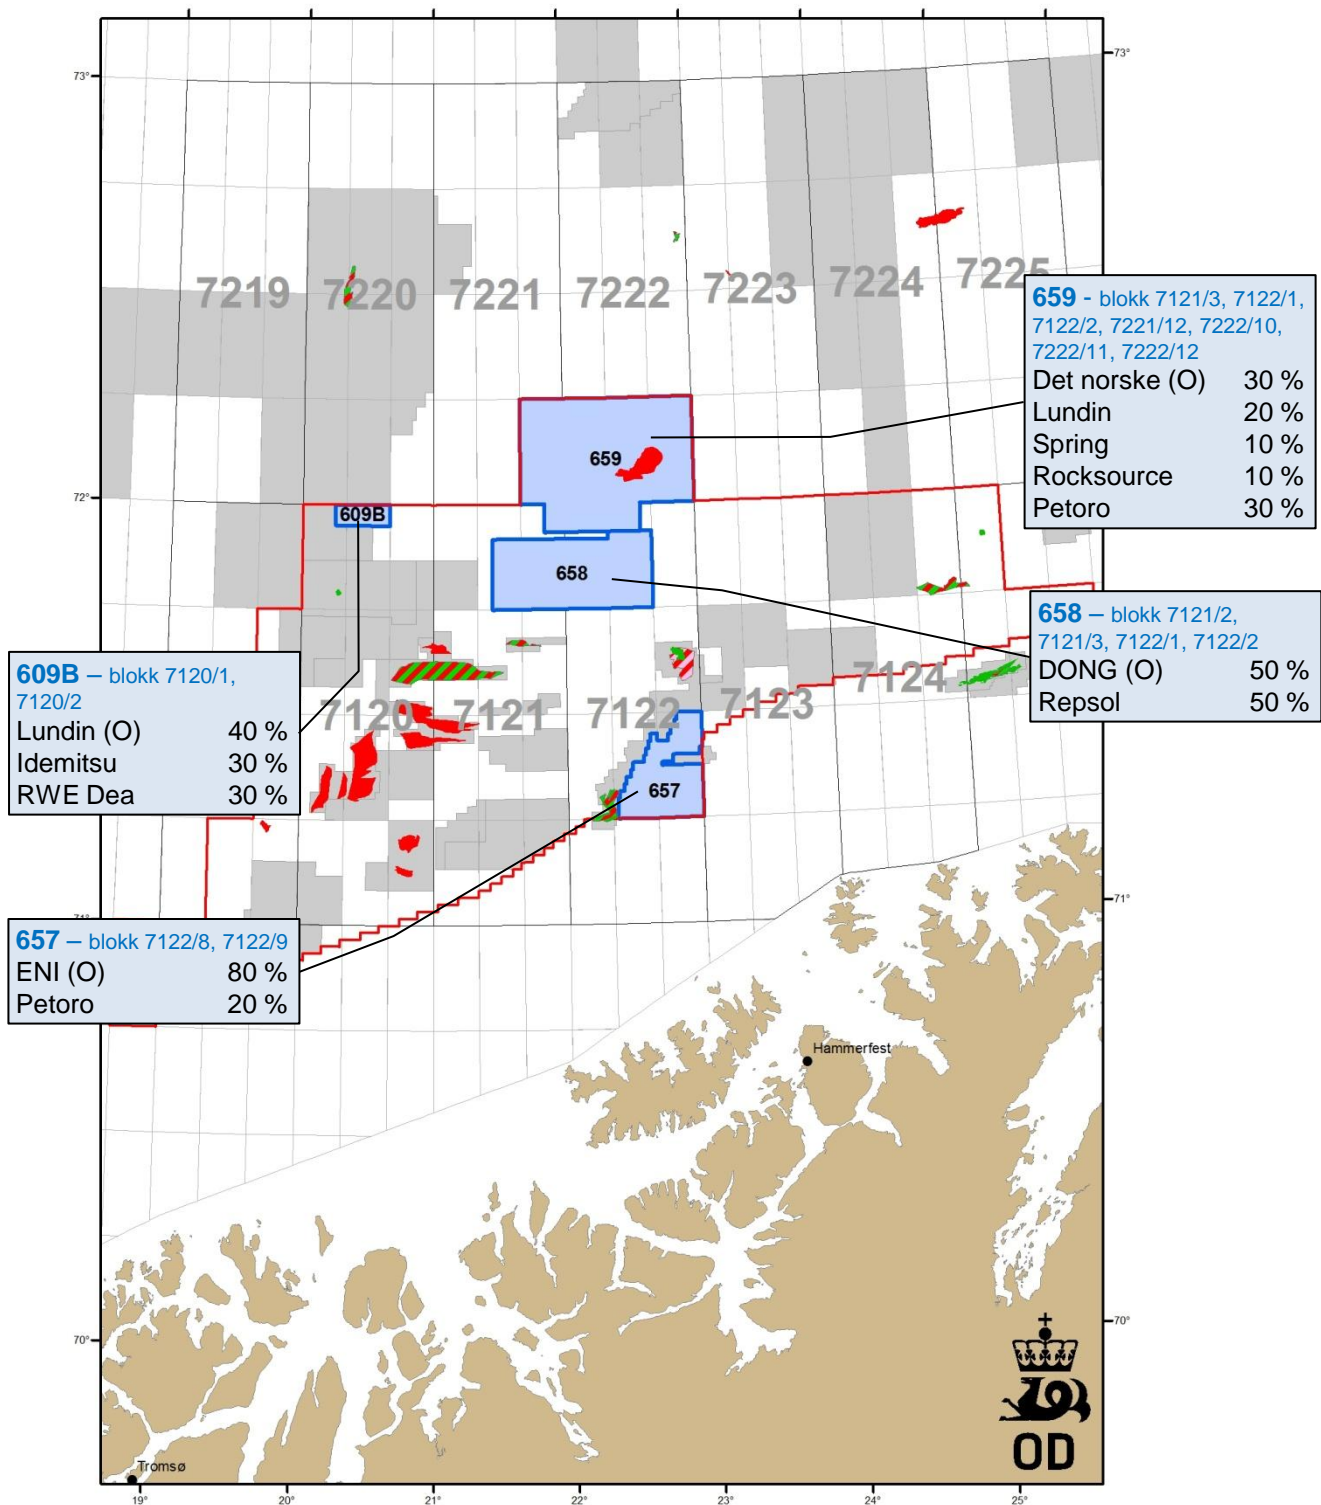 73°
73°
7219
7220
7221
7222
7223
7224
7225
659 - blokk 7121/3, 7122/1,
7122/2, 7221/12, 7222/10,
7222/11, 7222/12
Det norske (O) 30 %
Lundin 20 %
Spring 10 %
Rocksource 10 %
Petoro 30 %
659
72°
609B
658
658 – blokk 7121/2,
7121/3, 7122/1, 7122/2
DONG (O) 50 %
Repsol 50 %
609B – blokk 7120/1,
7120/2
Lundin (O) 40 %
Idemitsu 30 %
RWE Dea 30 %
7120
7121
7122
7123
7124
657
71°
71°
657 – blokk 7122/8, 7122/9
ENI (O) 80 %
Petoro 20 %
Hammerfest
70°
70°
OD
Tromsø
19°
20°
21°
22°
23°
24°
25°